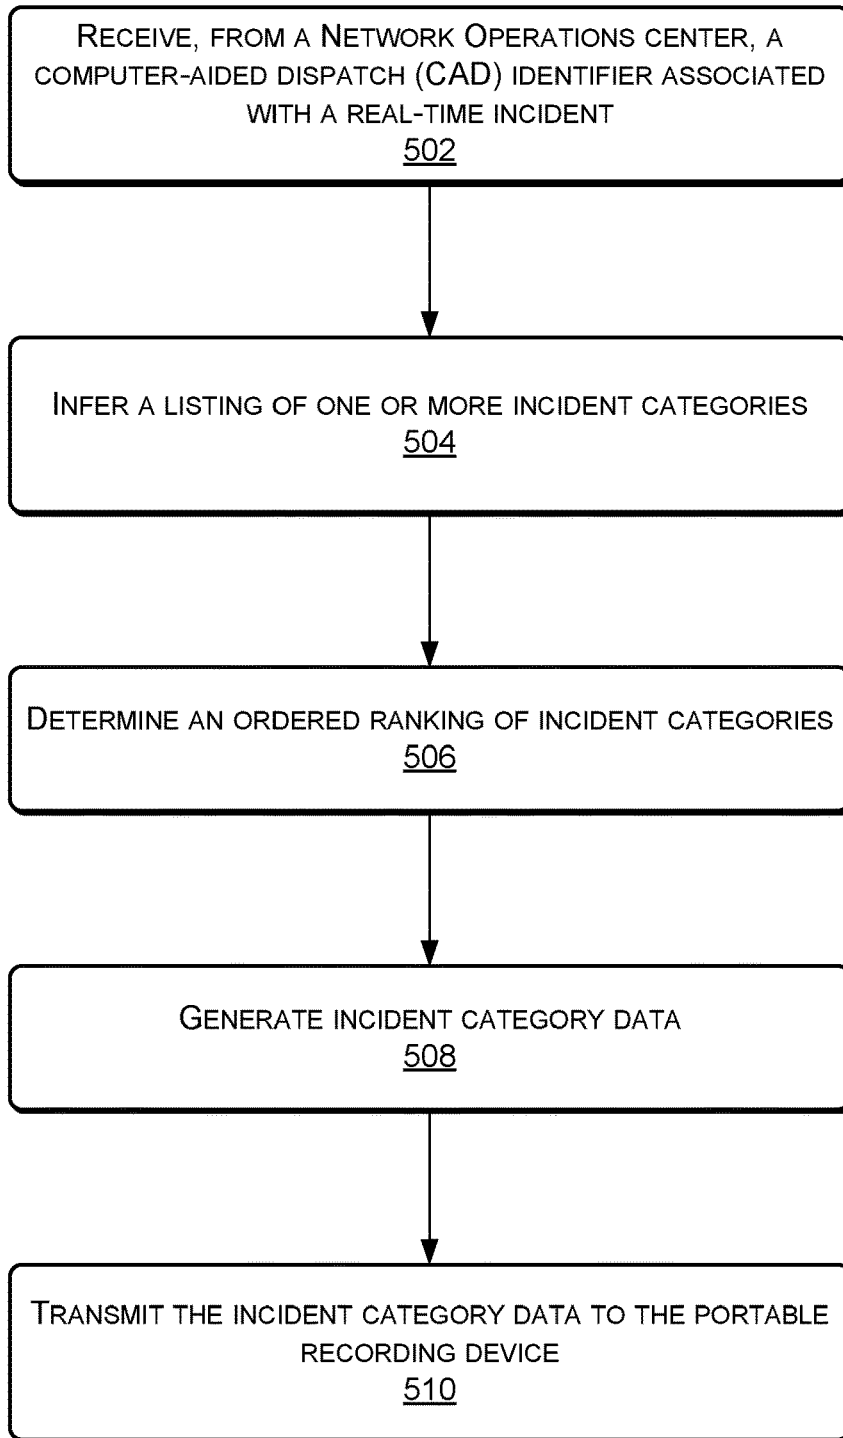 RECEIVE, FROM A NETWORK OPERATIONS CENTER, A
COMPUTER-AIDED DISPATCH (CAD) IDENTIFIER ASSOCIATED
WITH A REAL-TIME INCIDENT
502
INFER A LISTING OF ONE OR MORE INCIDENT CATEGORIES
504
DETERMINE AN ORDERED RANKING OF INCIDENT CATEGORIES
506
GENERATE INCIDENT CATEGORY DATA
508
TRANSMIT THE INCIDENT CATEGORY DATA TO THE PORTABLE
RECORDING DEVICE
510